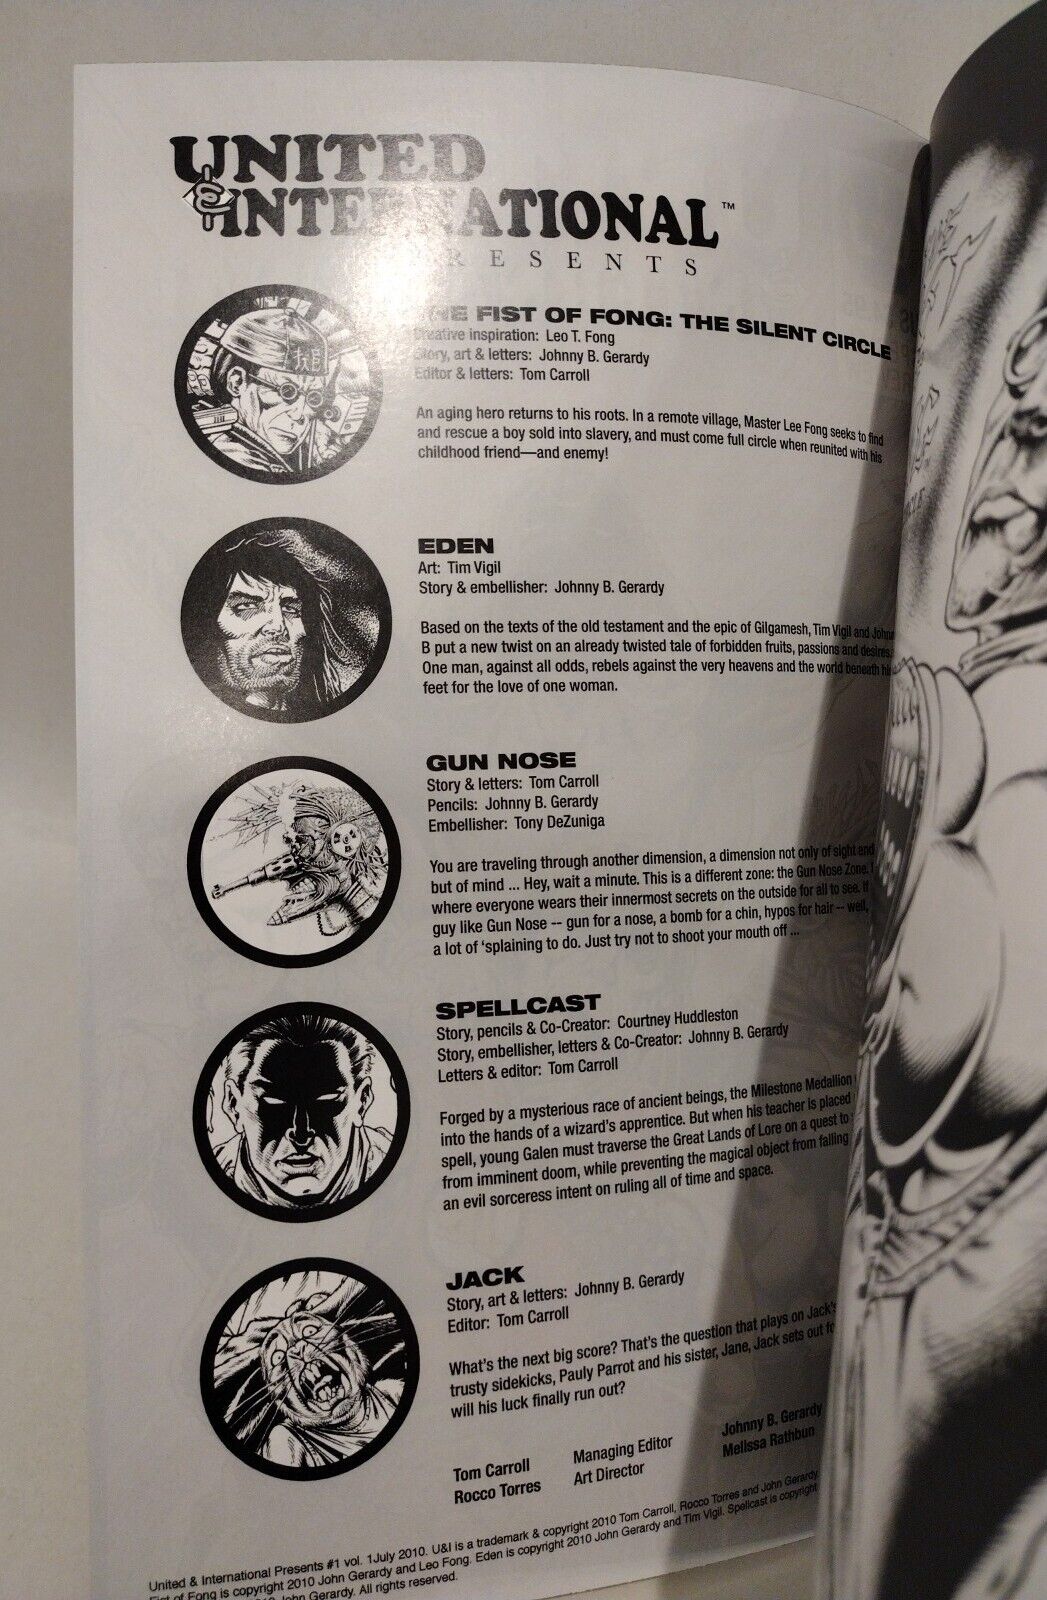 UNITED
& INTERNATIONAL™
PRESENTS
THE FIST OF FONG: THE SILENT CIRCLE
Creative inspiration: Leo T. Fong
Story, art & letters: Johnny B. Gerardy
Editor & letters: Tom Carroll
An aging hero returns to his roots. In a remote village, Master Lee Fong seeks to find
and rescue a boy sold into slavery, and must come full circle when reunited with his
childhood friend—and enemy!
EDEN
Art: Tim Vigil
Story & embellisher: Johnny B. Gerardy
Based on the texts of the old testament and the epic of Gilgamesh, Tim Vigil and
B put a new twist on an already twisted tale of forbidden fruits, passions and desires.
One man, against all odds, rebels against the very heavens and the world beneath his
feet for the love of one woman.
GUN NOSE
Story & letters: Tom Carroll
Pencils: Johnny B. Gerardy
Embellisher: Tony DeZuniga
You are traveling through another dimension, a dimension not only of sight and
but of mind ... Hey, wait a minute. This is a different zone: the Gun Nose Zone.
where everyone wears their innermost secrets on the outside for all to see. If
guy like Gun Nose -- gun for a nose, a bomb for a chin, hypos for hair -- well,
a lot of ‘splaining to do. Just try not to shoot your mouth off ...
SPELLCAST
Story, pencils & Co-Creator: Courtney Huddleston
Story, embellisher, letters & Co-Creator: Johnny B. Gerardy
Letters & editor: Tom Carroll
Forged by a mysterious race of ancient beings, the Milestone Medallion
into the hands of a wizard's apprentice. But when his teacher is placed
spell, young Galen must traverse the Great Lands of Lore on a quest to
from imminent doom, while preventing the magical object from falling
an evil sorceress intent on ruling all of time and space.
JACK
Story, art & letters: Johnny B. Gerardy
Editor: Tom Carroll
What's the next big score? That's the question that plays on Jack's
trusty sidekicks, Pauly Parrot and his sister, Jane, Jack sets out
will his luck finally run out?
Tom Carroll Managing Editor Johnny B. Gerardy
Rocco Torres Art Director Melissa Rathbun
United & International Presents #1 vol. 1July 2010. U&I is a trademark & copyright 2010 Tom Carroll, Rocco Torres and John Gerardy
Fist of Fong is copyright 2010 John Gerardy and Leo Fong. Eden is copyright 2010 John Gerardy and Tim Vigil. Spellcast is copyright
John Gerardy. All rights reserved.